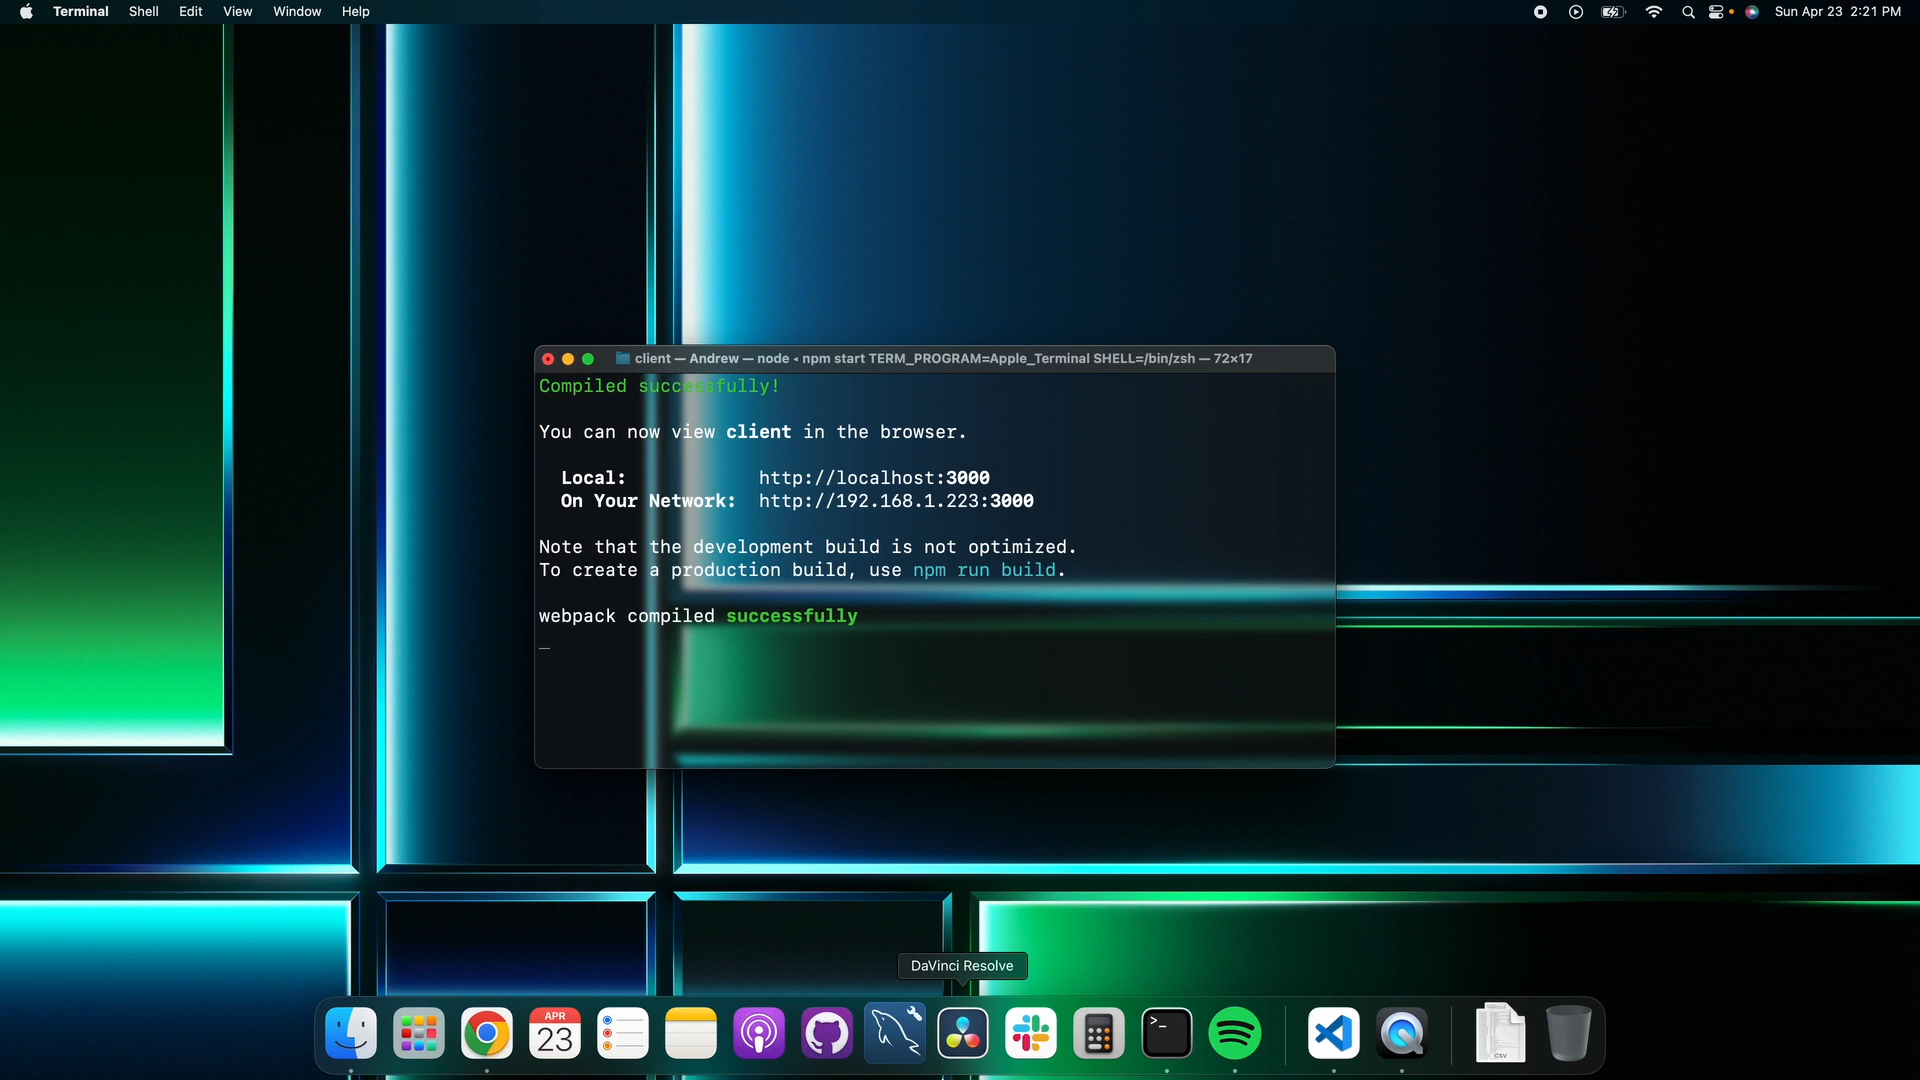 Terminal Shell Edit View Window Help
Sun Apr 23 2:21 PM
client — Andrew — node ◂ npm start TERM_PROGRAM=Apple_Terminal SHELL=/bin/zsh — 72×17
Compiled successfully!
You can now view client in the browser.
Local: http://localhost:3000
On Your Network: http://192.168.1.223:3000
Note that the development build is not optimized.
To create a production build, use npm run build.
webpack compiled successfully
_
DaVinci Resolve
APR
23
>_
CSV